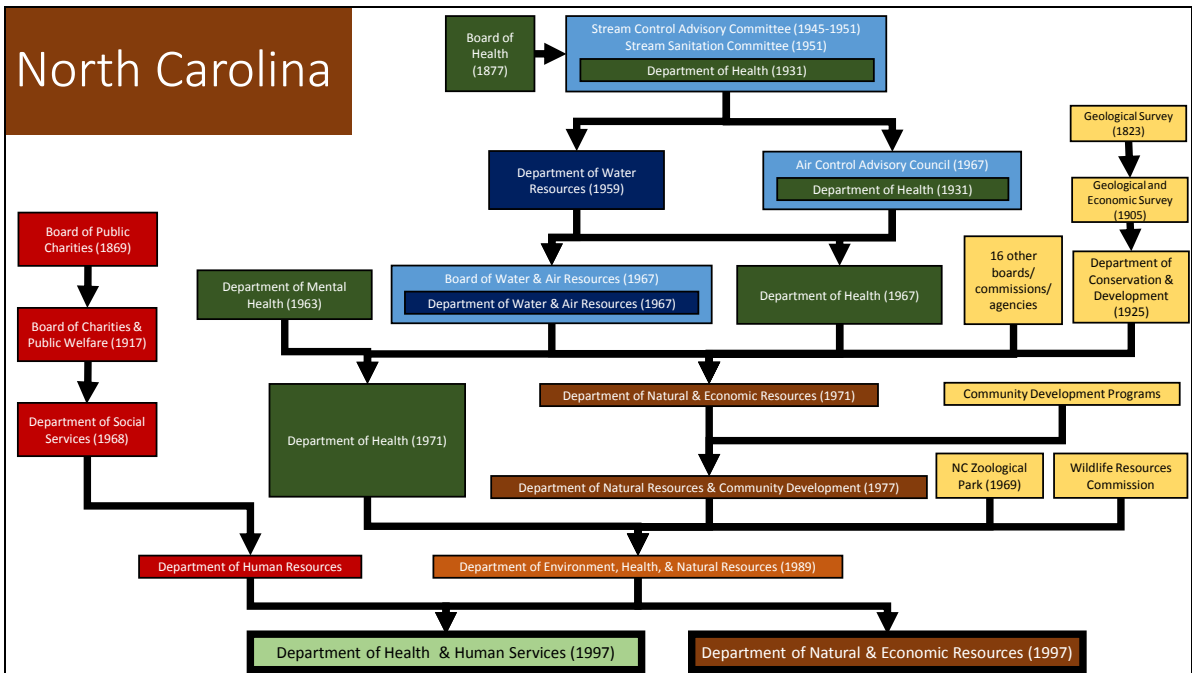 North Carolina
Board of
Health
(1877)
Stream Control Advisory Committee (1945-1951)
Stream Sanitation Committee (1951)
Department of Health (1931)
Geological Survey
(1823)
Department of Water
Resources (1959)
Air Control Advisory Council (1967)
Department of Health (1931)
Geological and
Economic Survey
(1905)
Board of Public
Charities (1869)
Department of Mental
Health (1963)
Board of Water & Air Resources (1967)
Department of Water & Air Resources (1967)
Department of Health (1967)
16 other
boards/
commissions/
agencies
Department of
Conservation &
Development
(1925)
Board of Charities &
Public Welfare (1917)
Department of Social
Services (1968)
Department of Health (1971)
Department of Natural & Economic Resources (1971)
Community Development Programs
Department of Natural Resources & Community Development (1977)
NC Zoological
Park (1969)
Wildlife Resources
Commission
Department of Human Resources
Department of Environment, Health, & Natural Resources (1989)
Department of Health & Human Services (1997)
Department of Natural & Economic Resources (1997)